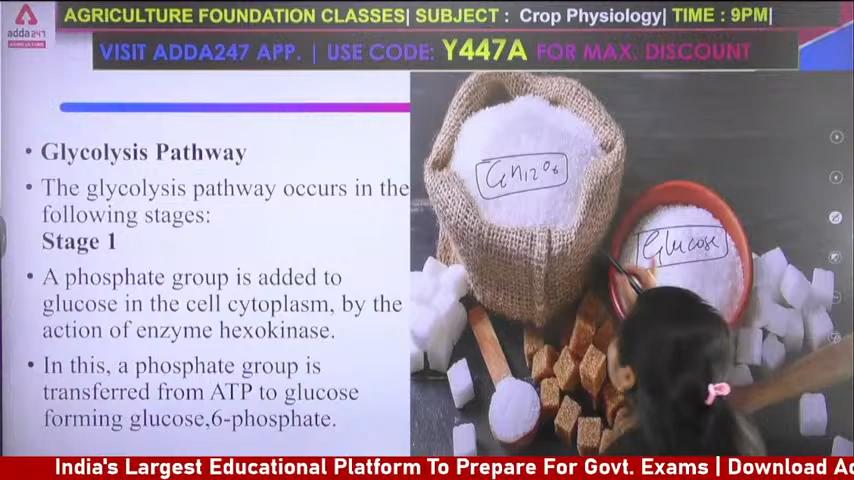 AGRICULTURE FOUNDATION CLASSES| SUBJECT : Crop Physiology| TIME : 9PM|
adda247
AGRICULTURE
VISIT ADDA247 APP. | USE CODE: Y447A FOR MAX. DISCOUNT
• Glycolysis Pathway
• The glycolysis pathway occurs in the
following stages:
Stage 1
• A phosphate group is added to
glucose in the cell cytoplasm, by the
action of enzyme hexokinase.
• In this, a phosphate group is
transferred from ATP to glucose
forming glucose,6-phosphate.
C6H12O6
Glucose
India's Largest Educational Platform To Prepare For Govt. Exams | Download